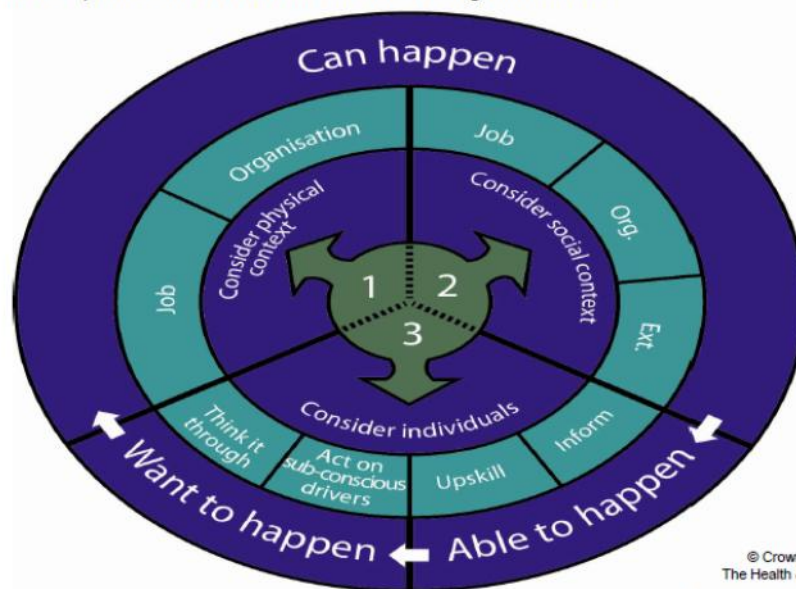 Can happen
Organisation
Job
Job
Org.
Ext.
Consider physical
context
Consider social context
1
2
3
Consider individuals
Think it
through
Act on
sub-conscious
drivers
Upskill
Inform
Want to happen
Able to happen
© Crow
The Health